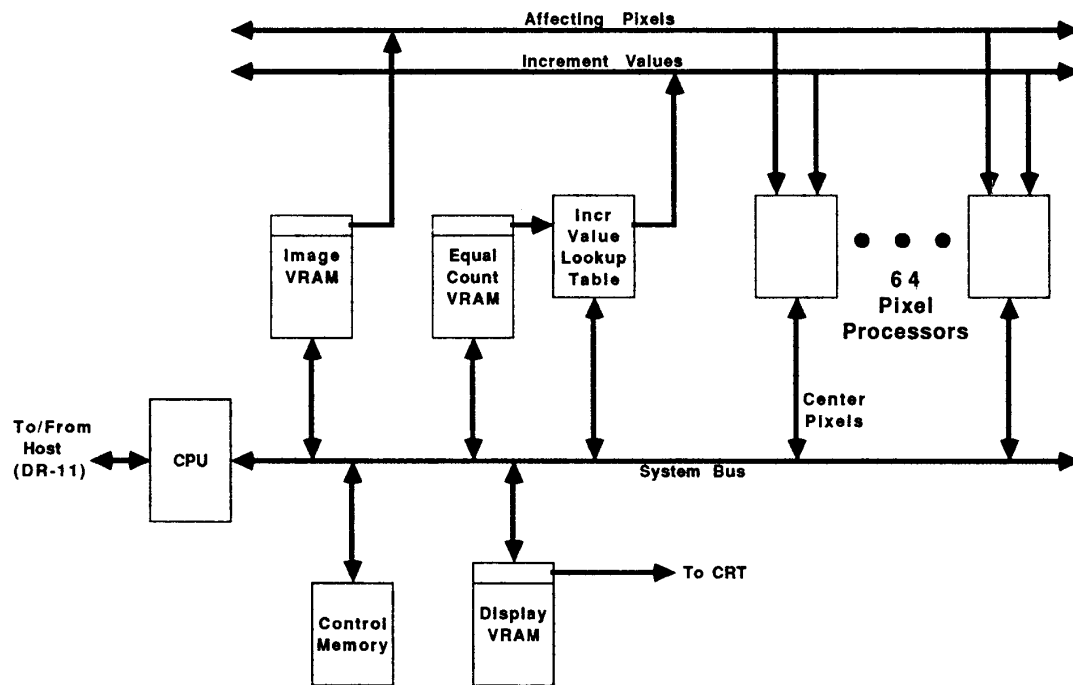 Affecting Pixels
Increment Values
Image
VRAM
Equal
Count
VRAM
Incr
Value
Lookup
Table
64
Pixel
Processors
Center
Pixels
To/From
Host
(DR-11)
CPU
System Bus
Control
Memory
Display
VRAM
To CRT